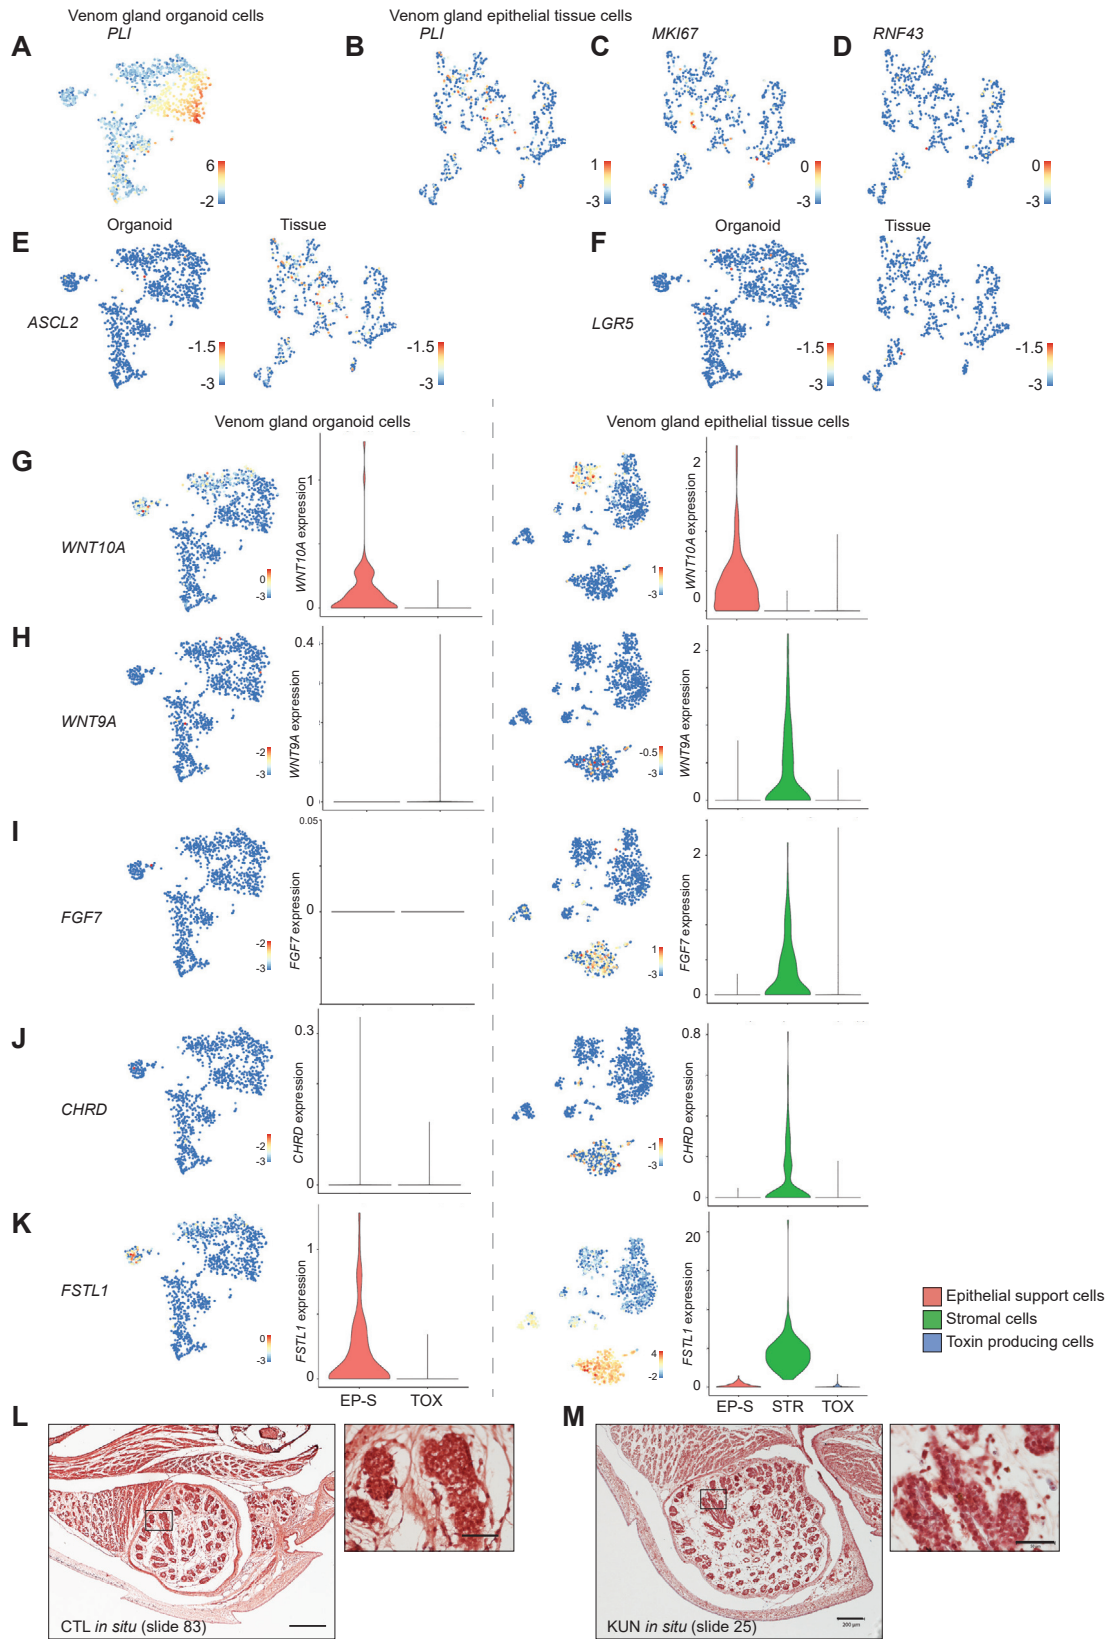 Venom gland organoid cells
Venom gland epithelial tissue cells
A
PLI
6
-2
B
PLI
1
-3
C
MKI67
0
-3
D
RNF43
0
-3
E
Organoid
Tissue
ASCL2
-1.5
-3
-1.5
-3
F
Organoid
Tissue
LGR5
-1.5
-3
-1.5
-3
Venom gland organoid cells
Venom gland epithelial tissue cells
G
WNT10A
0
-3
WNT10A expression
1
0
1
-3
WNT10A expression
2
0
H
WNT9A
-2
-3
WNT9A expression
0.4
0
-0.5
-3
WNT9A expression
2
0
I
FGF7
-2
-3
FGF7 expression
0.05
0
1
-3
FGF7 expression
2
0
J
CHRD
-2
-3
CHRD expression
0.3
0
-1
-3
CHRD expression
0.8
0
K
FSTL1
0
-3
FSTL1 expression
1
0
EP-S TOX
4
-2
FSTL1 expression
20
0
EP-S STR TOX
Epithelial support cells
Stromal cells
Toxin producing cells
L
CTL in situ (slide 83)
M
KUN in situ (slide 25)
200 µm